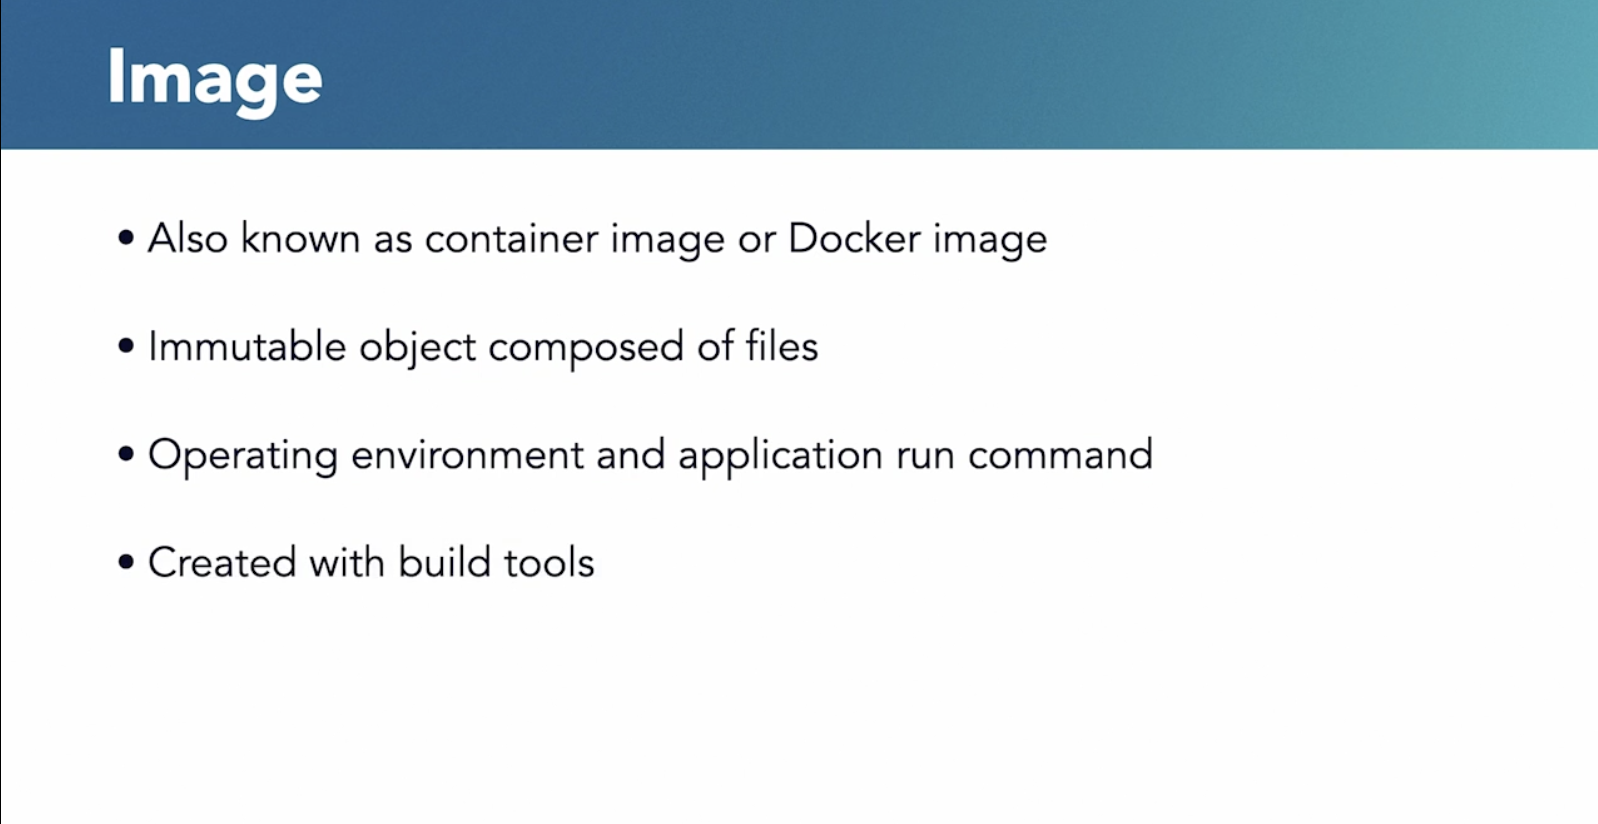 Image
• Also known as container image or Docker image
• Immutable object composed of files
• Operating environment and application run command
• Created with build tools